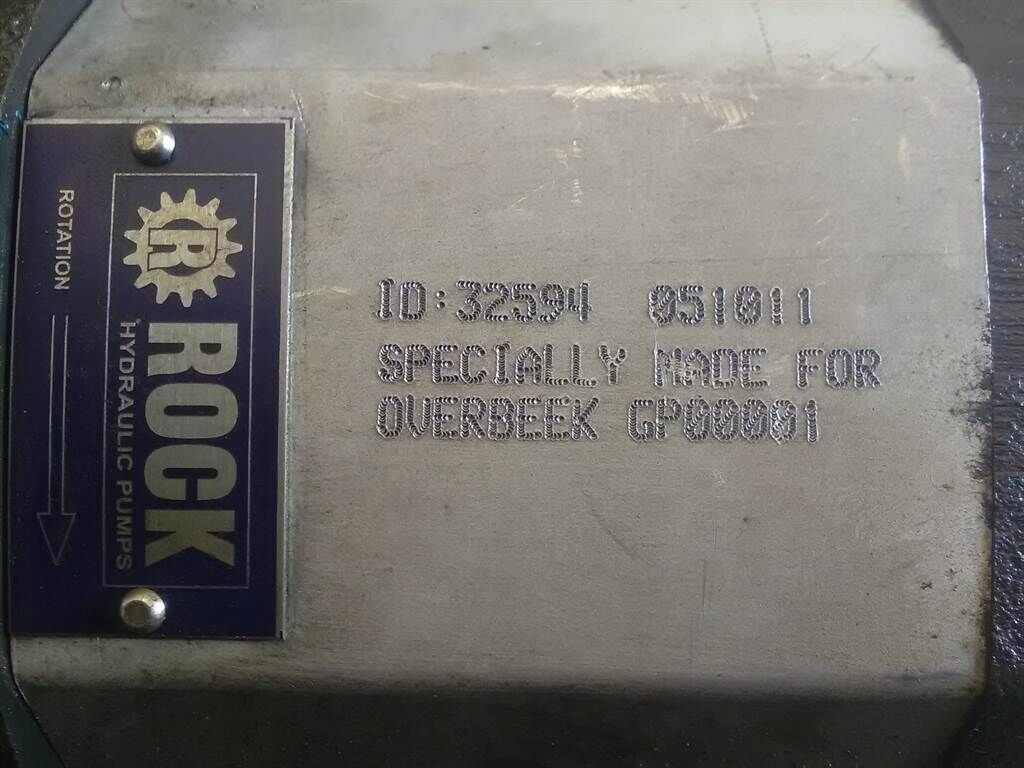 ROTATION
R
ROCK
HYDRAULIC PUMPS
ID:32594 051011
SPECIALLY MADE FOR
OVERBEEK GP00001